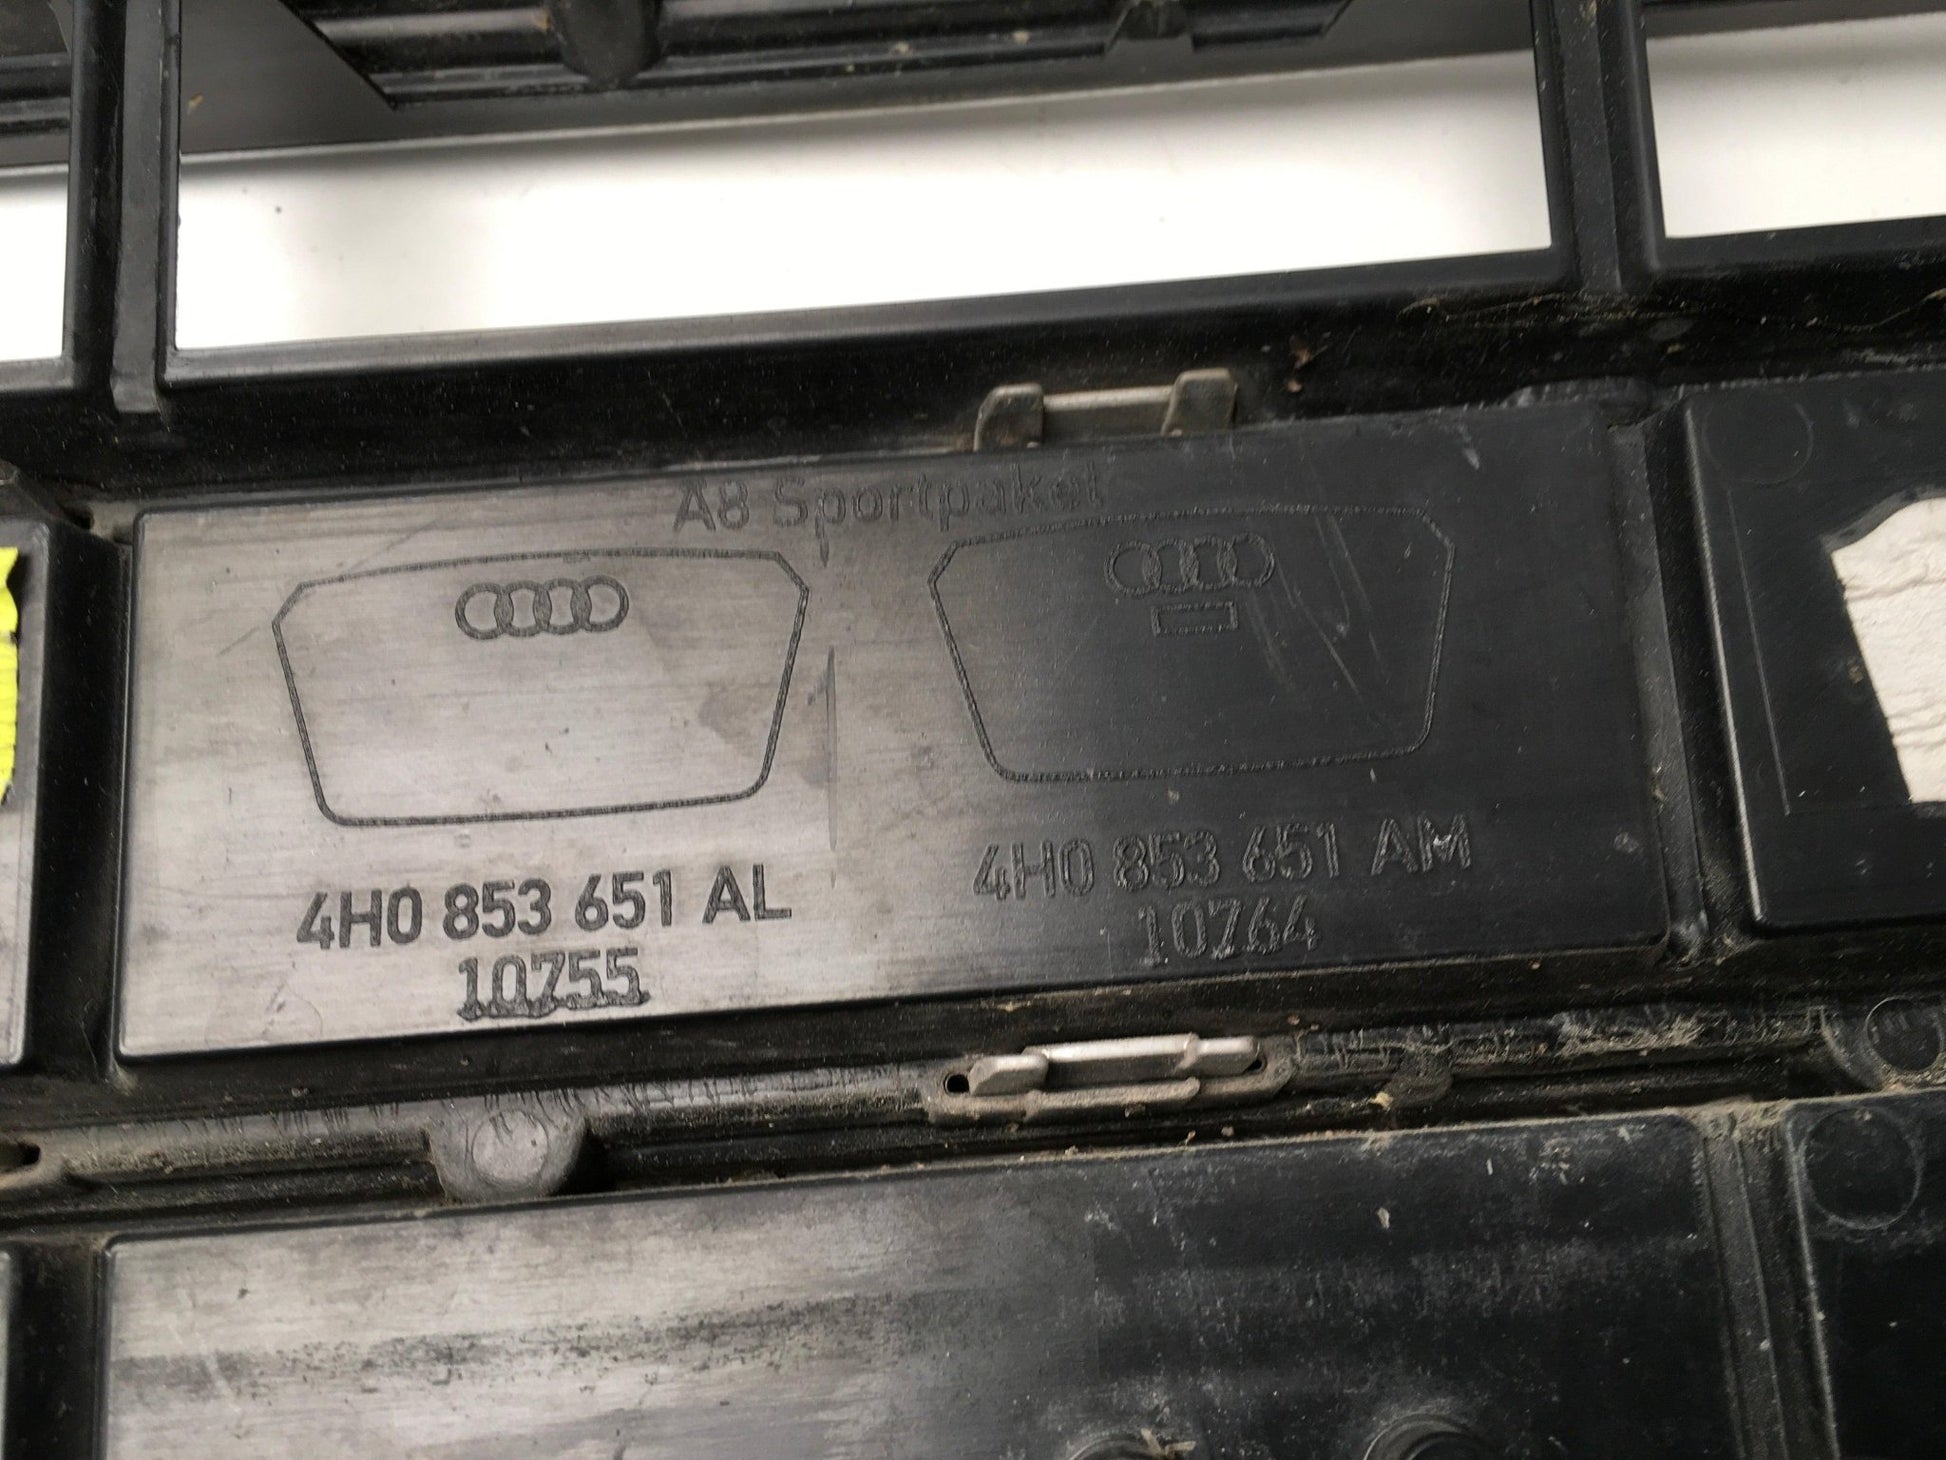 A8 Sportpaket
4H0 853 651 AL
10755
4H0 853 651 AM
10764